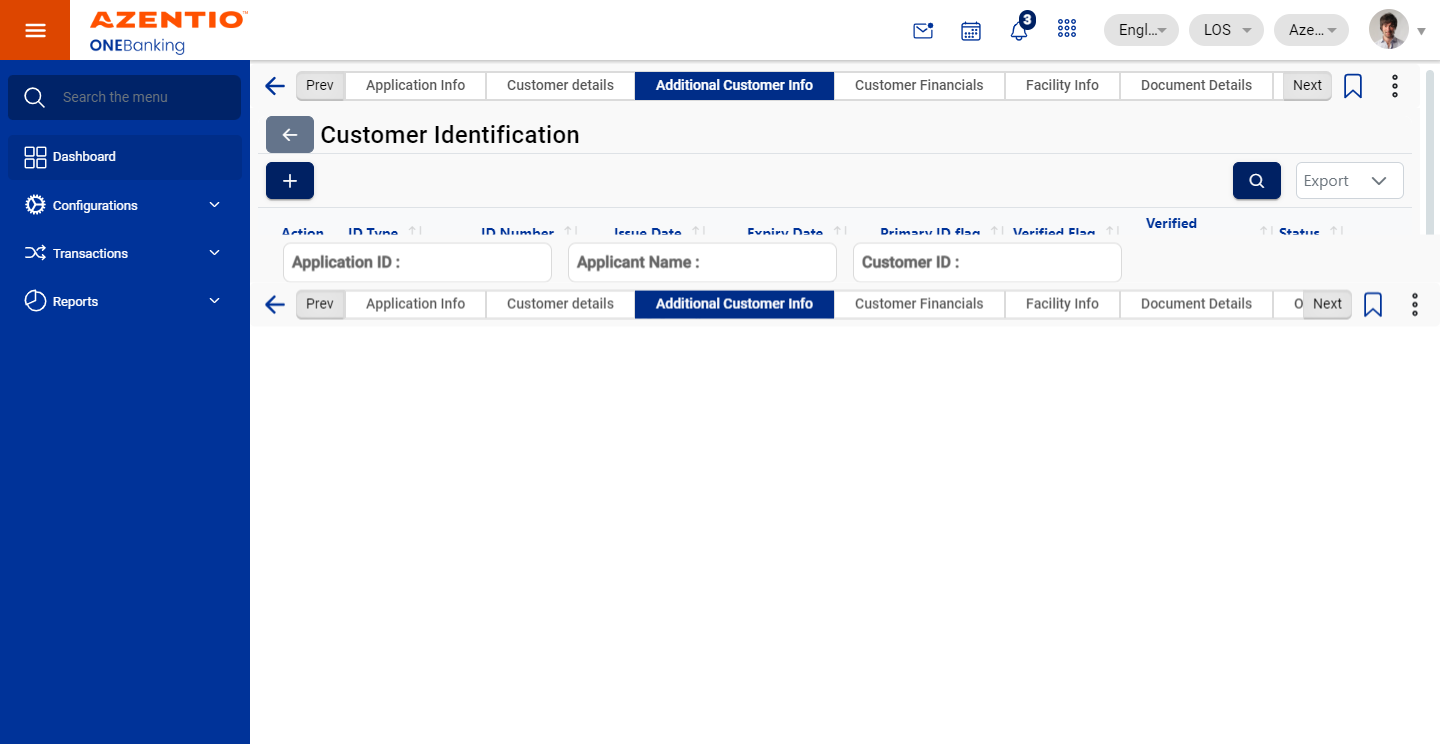 AZENTIO™
ONEBanking
3
Engl...
LOS
Aze...
Search the menu
Dashboard
Configurations
Transactions
Reports
Prev
Application Info
Customer details
Additional Customer Info
Customer Financials
Facility Info
Document Details
Next
Customer Identification
Export
Action
ID Type
ID Number
Issue Date
Expiry Date
Primary ID flag
Verified Flag
Verified
Status
Application ID :
Applicant Name :
Customer ID :
Prev
Application Info
Customer details
Additional Customer Info
Customer Financials
Facility Info
Document Details
O
Next